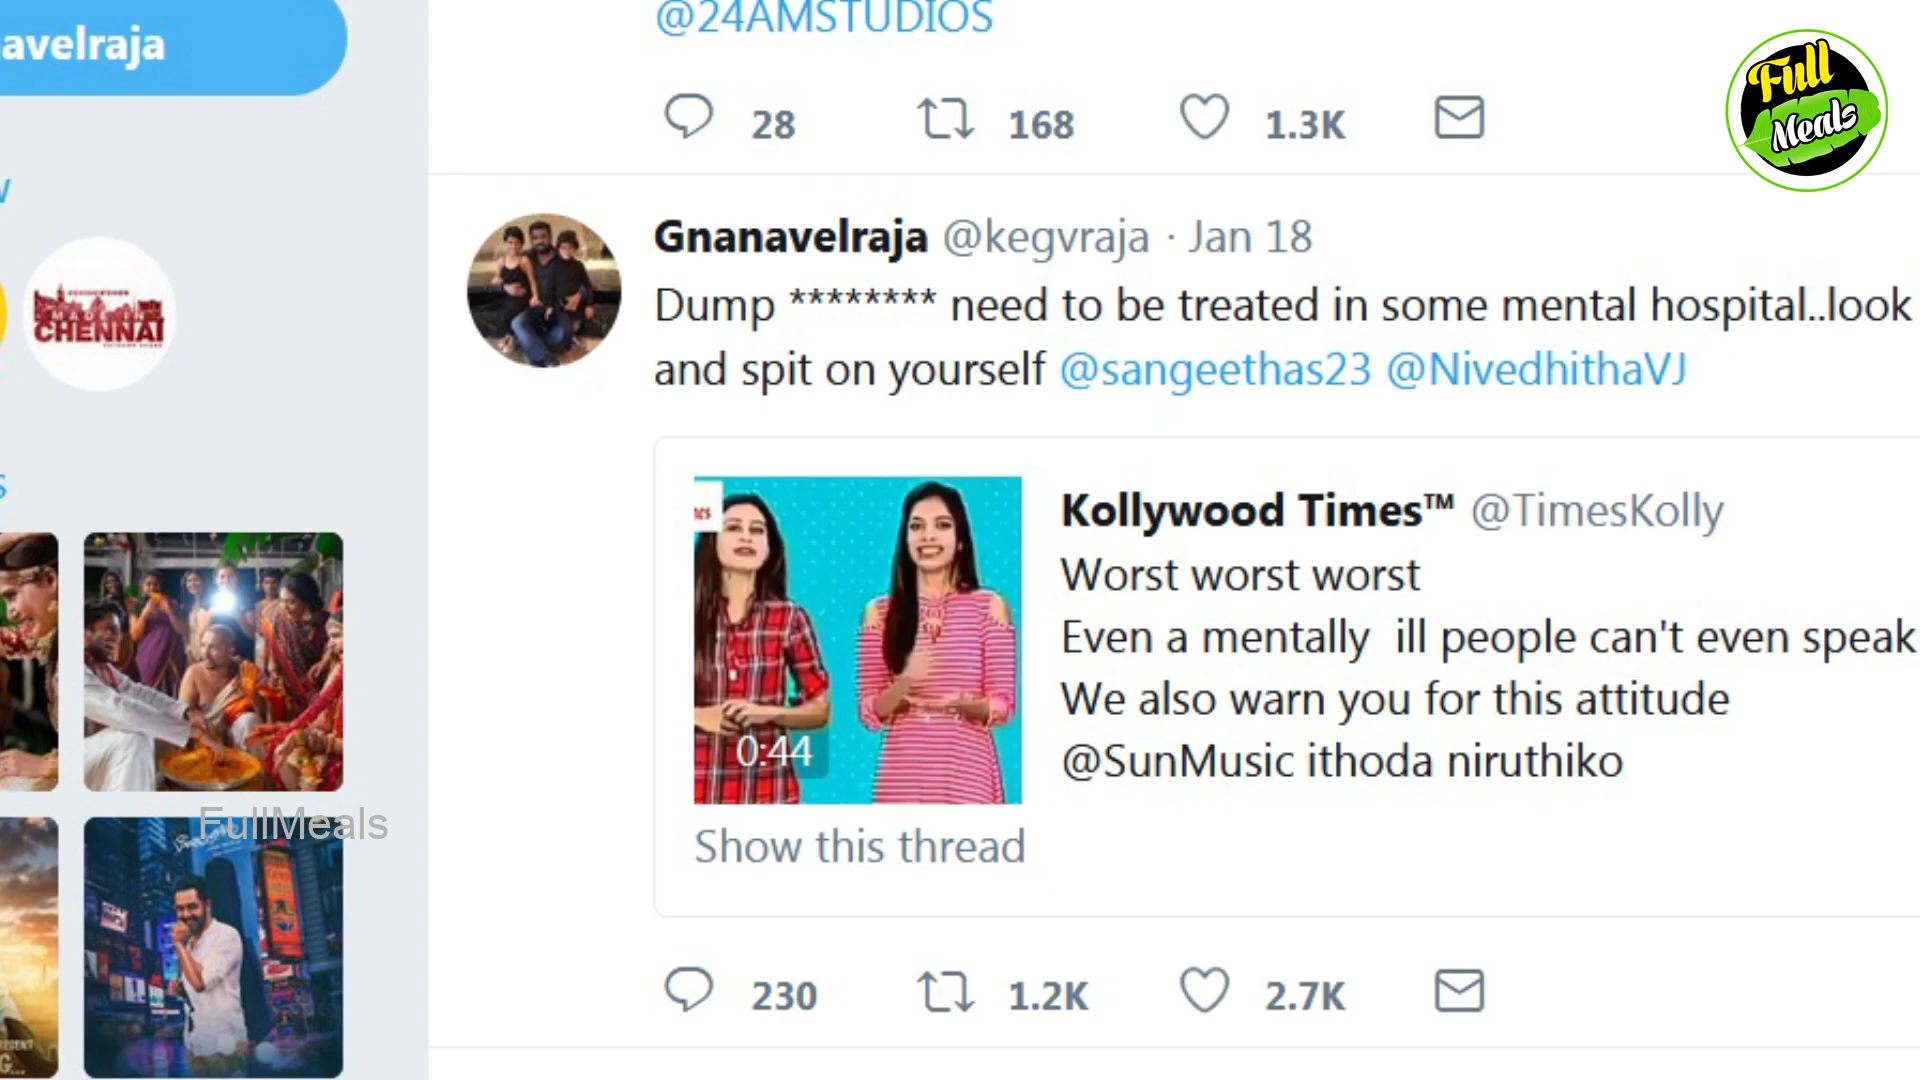 @24AMSTUDIOS
avelraja
28 168 1.3K
Full
Meals
Gnanavelraja @kegvraja · Jan 18
Dump ******** need to be treated in some mental hospital..look
and spit on yourself @sangeethas23 @NivedhithaVJ
MADE IN
CHENNAI
Kollywood Times™ @TimesKolly
Worst worst worst
Even a mentally  ill people can't even speak
We also warn you for this attitude
@SunMusic ithoda niruthiko
0:44
Show this thread
FullMeals
230 1.2K 2.7K